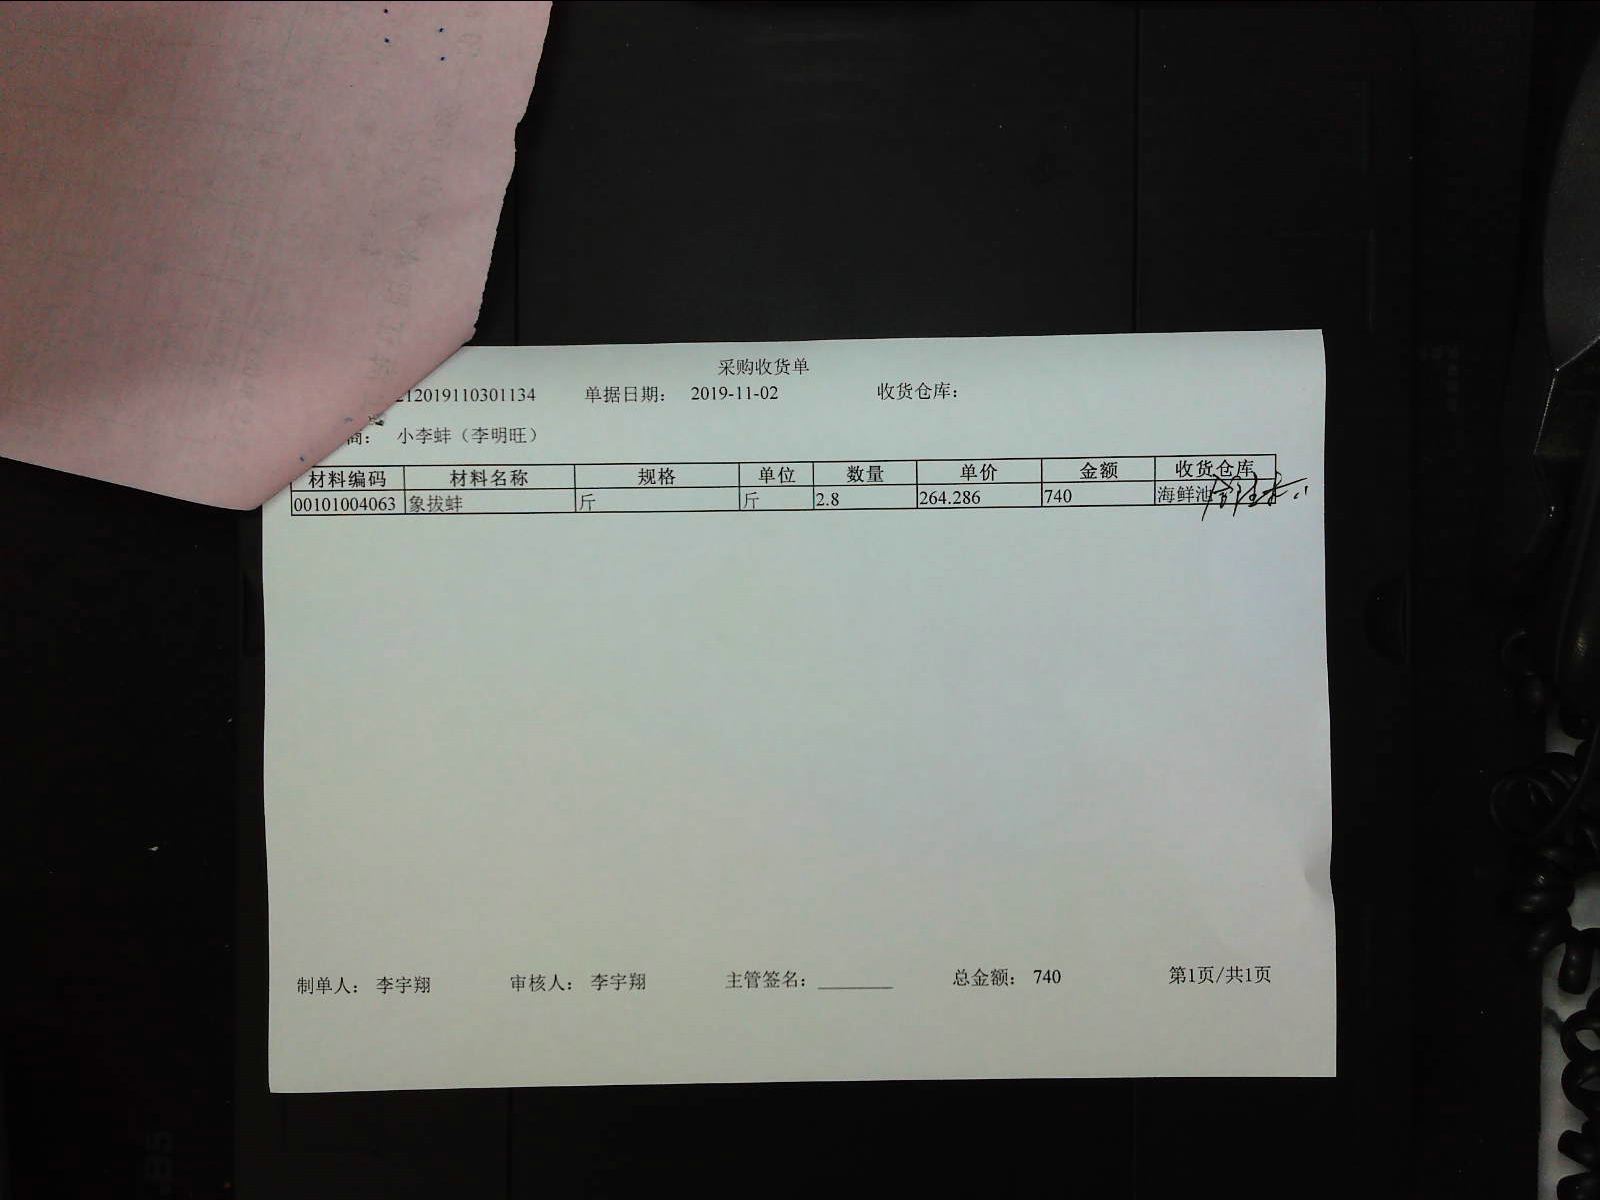 采购收货单
212019110301134 单据日期： 2019-11-02 收货仓库：
商： 小李蚌（李明旺）
材料编码 材料名称 规格 单位 数量 单价 金额 收货仓库
00101004063 象拔蚌 斤 斤 2.8 264.286 740 海鲜池
制单人： 李宇翔 审核人： 李宇翔 主管签名： 总金额： 740 第1页/共1页